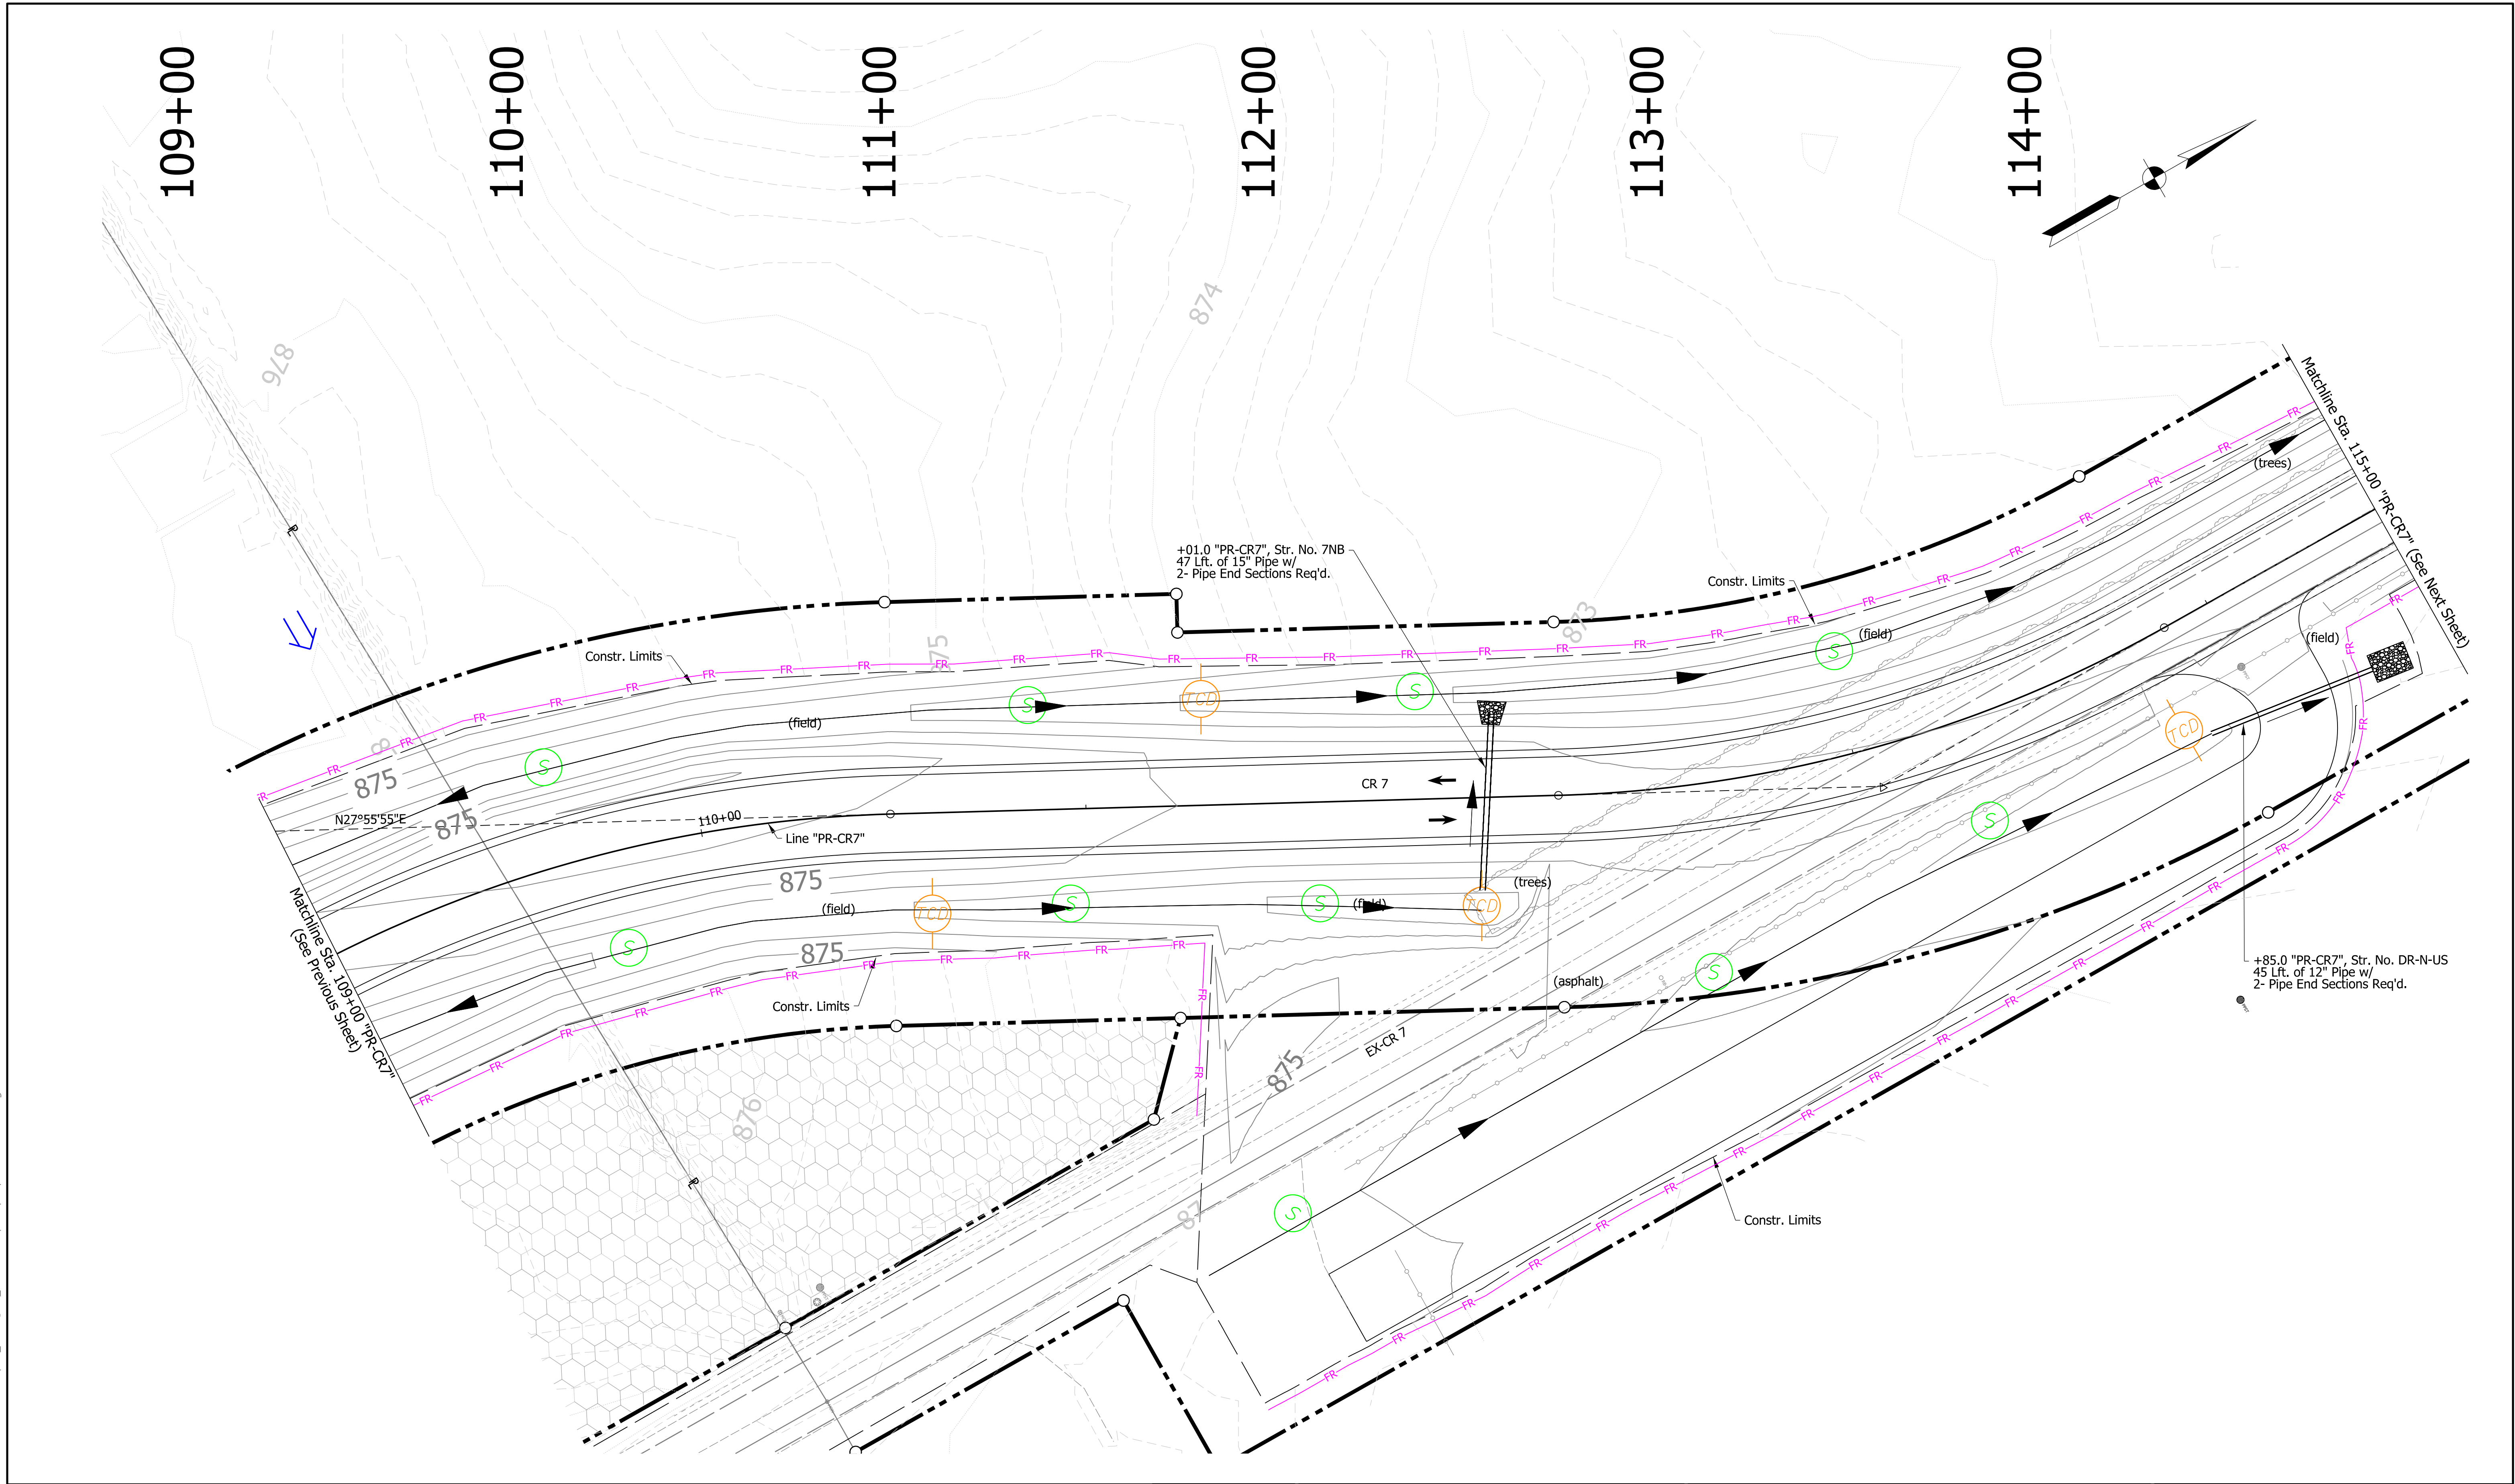 109+00
110+00
111+00
112+00
113+00
114+00
876
874
873
875
Matchline Sta. 115+00 "PR-CR7" (See Next Sheet)
(trees)
FR
+01.0 "PR-CR7", Str. No. 7NB
47 Lft. of 15" Pipe w/
2- Pipe End Sections Req'd.
Constr. Limits
Constr. Limits
(field)
(field)
(field)
S
S
S
S
TCD
TCD
875
875
N27°55'55"E
110+00
Line "PR-CR7"
CR 7
875
(field)
(field)
(trees)
S
S
S
S
TCD
TCD
875
Constr. Limits
Matchline Sta. 109+00 "PR-CR7"
(See Previous Sheet)
(asphalt)
S
S
EX-CR 7
875
876
87
Constr. Limits
+85.0 "PR-CR7", Str. No. DR-N-US
45 Lft. of 12" Pipe w/
2- Pipe End Sections Req'd.